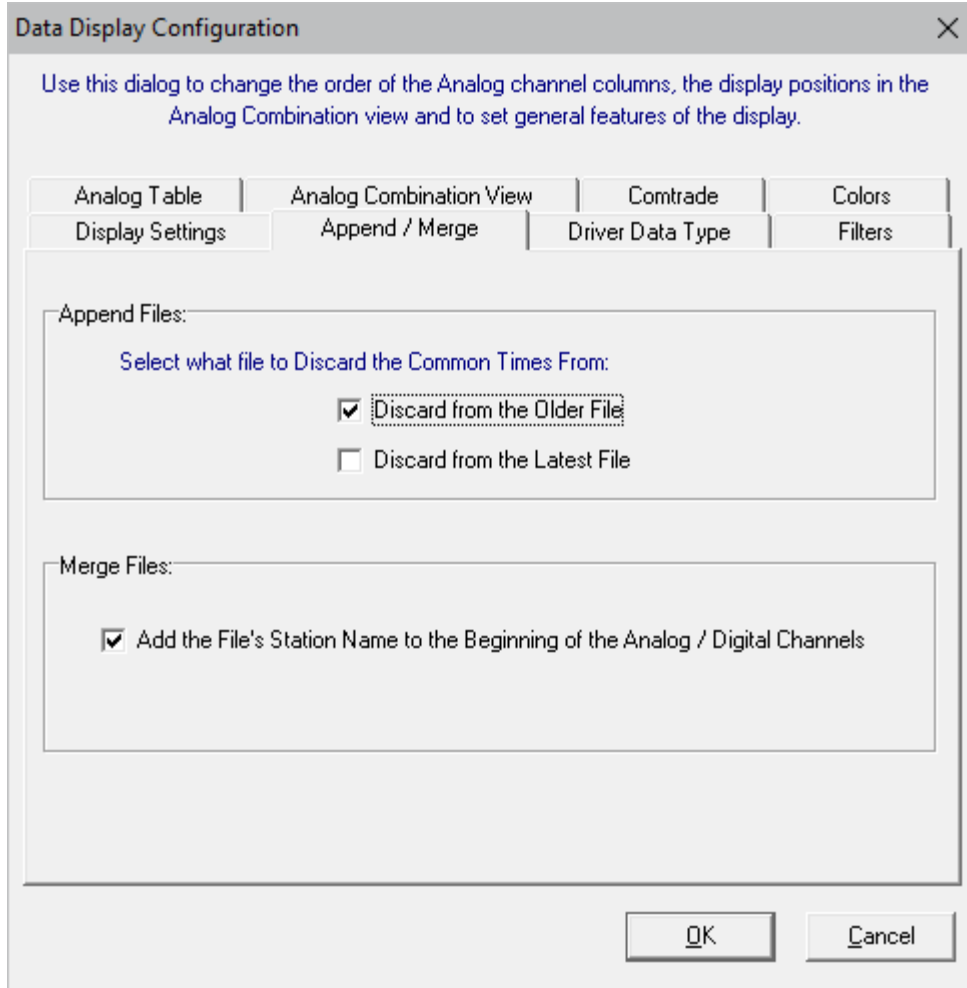 Data Display Configuration
Use this dialog to change the order of the Analog channel columns, the display positions in the
Analog Combination view and to set general features of the display.
Analog Table
Analog Combination View
Comtrade
Colors
Display Settings
Append / Merge
Driver Data Type
Filters
Append Files:
Select what file to Discard the Common Times From:
Discard from the Older File
Discard from the Latest File
Merge Files:
Add the File's Station Name to the Beginning of the Analog / Digital Channels
OK
Cancel